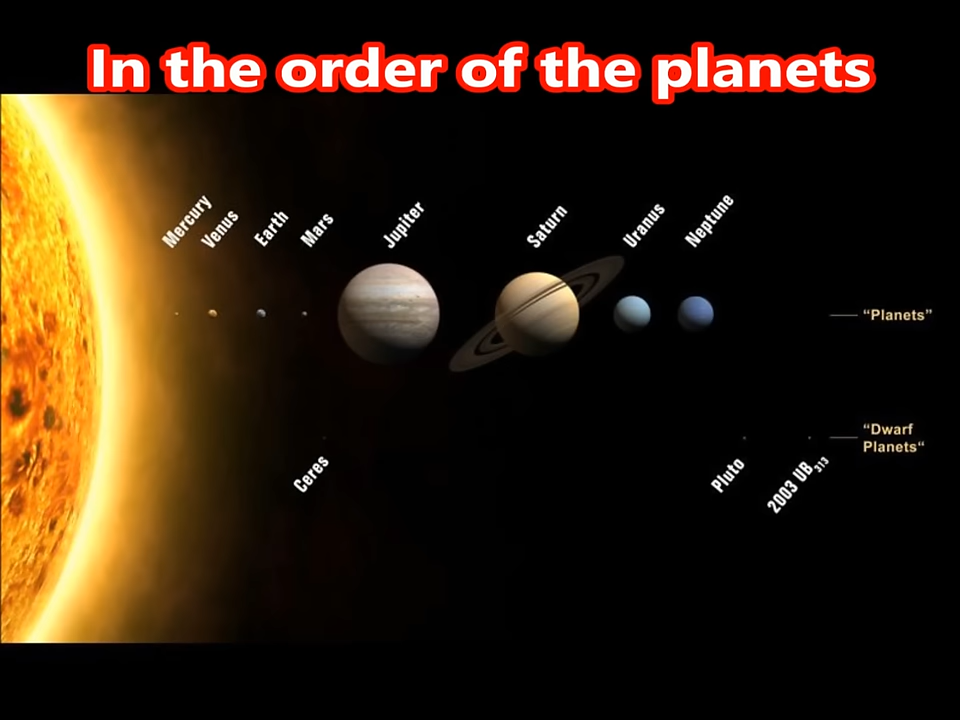 In the order of the planets
Mercury
Venus
Earth
Mars
Jupiter
Saturn
Uranus
Neptune
“Planets”
Ceres
Pluto
2003 UB313
“Dwarf
Planets“